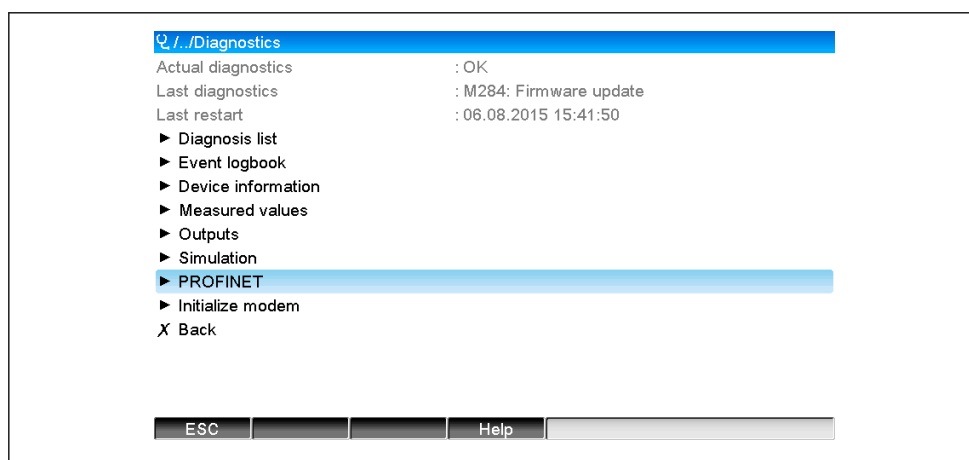 /../Diagnostics
Actual diagnostics : OK
Last diagnostics : M284: Firmware update
Last restart : 06.08.2015 15:41:50
► Diagnosis list
► Event logbook
► Device information
► Measured values
► Outputs
► Simulation
► PROFINET
► Initialize modem
X Back
ESC Help